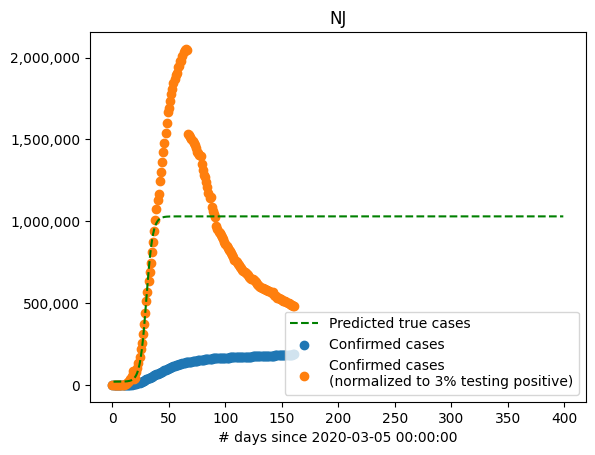 NJ
2,000,000
1,500,000
1,000,000
500,000
0
Predicted true cases
Confirmed cases
Confirmed cases
(normalized to 3% testing positive)
0 50 100 150 200 250 300 350 400
# days since 2020-03-05 00:00:00